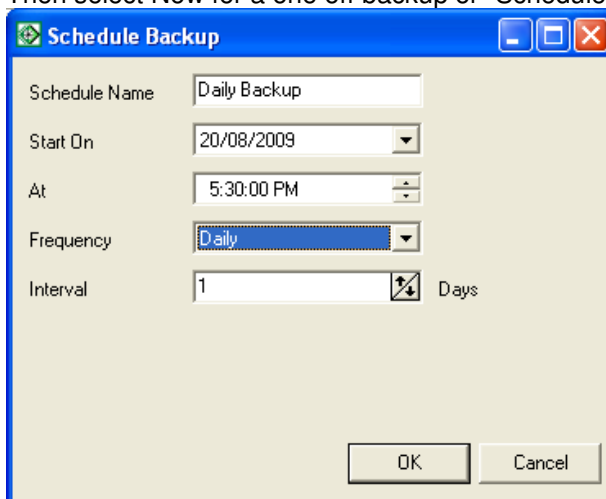 Then select Now for a one off backup or "Schedule
Schedule Backup
Schedule Name Daily Backup
Start On 20/08/2009
At 5:30:00 PM
Frequency Daily
Interval 1 Days
OK Cancel